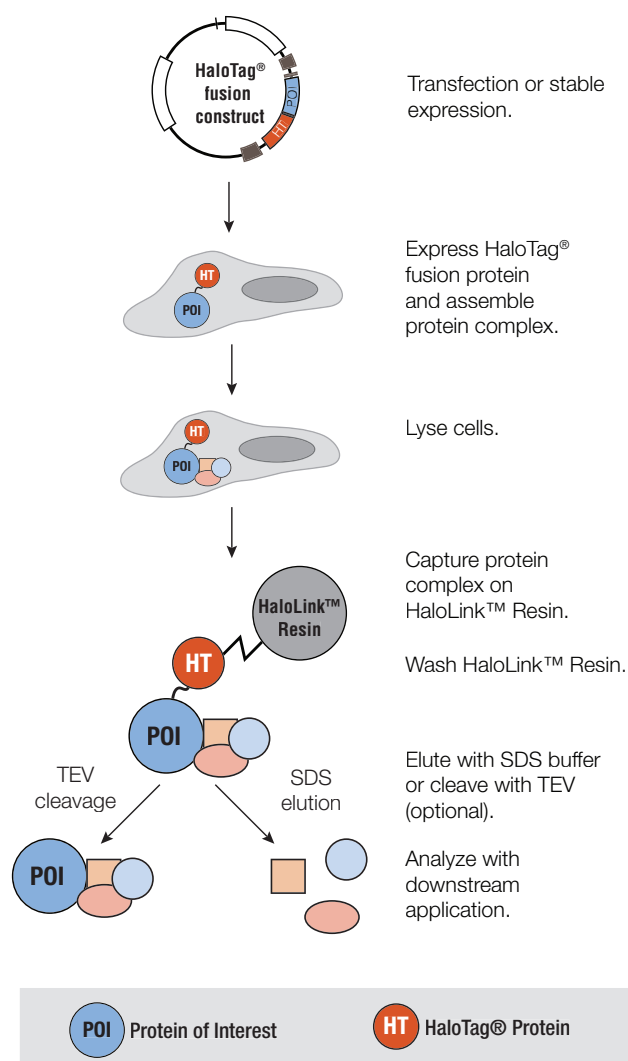 HaloTag®
fusion
construct
POI
HT
Transfection or stable
expression.
HT
POI
Express HaloTag®
fusion protein
and assemble
protein complex.
HT
POI
Lyse cells.
HaloLink™
Resin
HT
POI
Capture protein
complex on
HaloLink™ Resin.
Wash HaloLink™ Resin.
TEV
cleavage
SDS
elution
Elute with SDS buffer
or cleave with TEV
(optional).
POI
Analyze with
downstream
application.
POI Protein of Interest
HT HaloTag® Protein